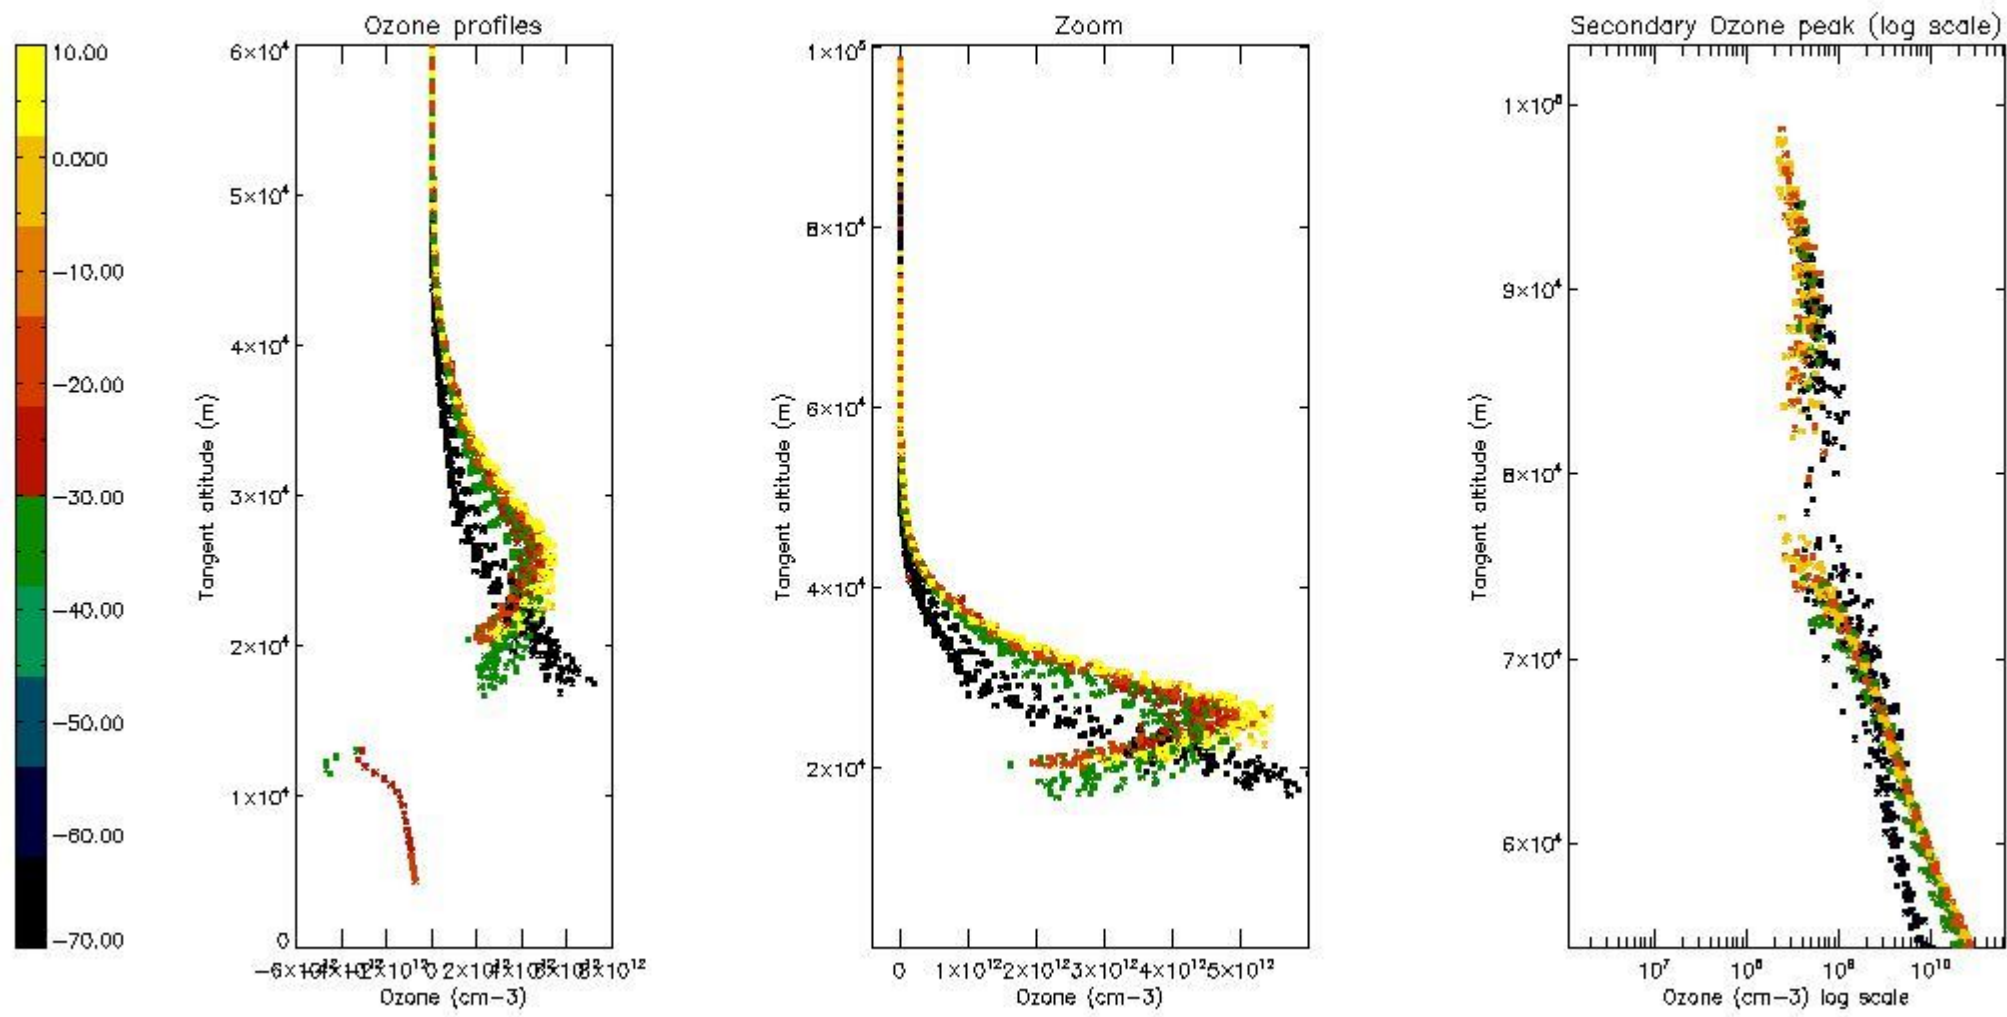 Ozone profiles
Zoom
Secondary Ozone peak (log scale)
10.00
0.000
−10.00
−20.00
−30.00
−40.00
−50.00
−60.00
−70.00
6×10⁴
5×10⁴
4×10⁴
3×10⁴
2×10⁴
1×10⁴
0
Tangent altitude (m)
0
8×10¹²
Ozone (cm−3)
1×10⁵
8×10⁴
6×10⁴
4×10⁴
2×10⁴
Tangent altitude (m)
0 1×10¹² 2×10¹² 3×10¹² 4×10¹² 5×10¹²
Ozone (cm−3)
9×10⁴
8×10⁴
7×10⁴
6×10⁴
Tangent altitude (m)
10⁷ 10¹⁰
Ozone (cm−3) log scale